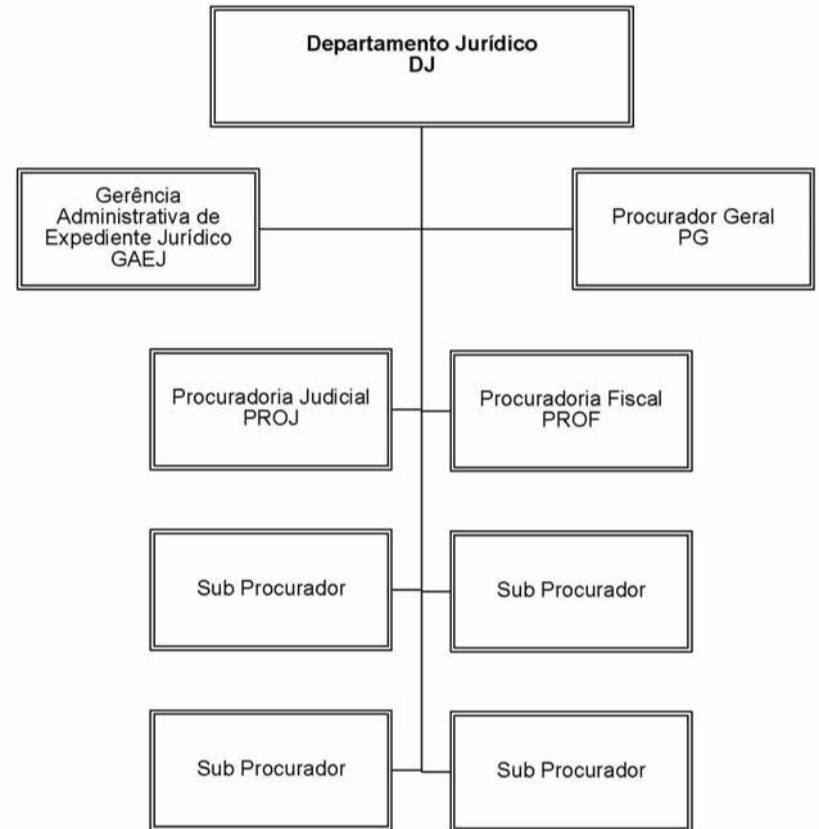 Departamento Jurídico
DJ
Gerência
Administrativa de
Expediente Jurídico
GAEJ
Procurador Geral
PG
Procuradoria Judicial
PROJ
Procuradoria Fiscal
PROF
Sub Procurador
Sub Procurador
Sub Procurador
Sub Procurador